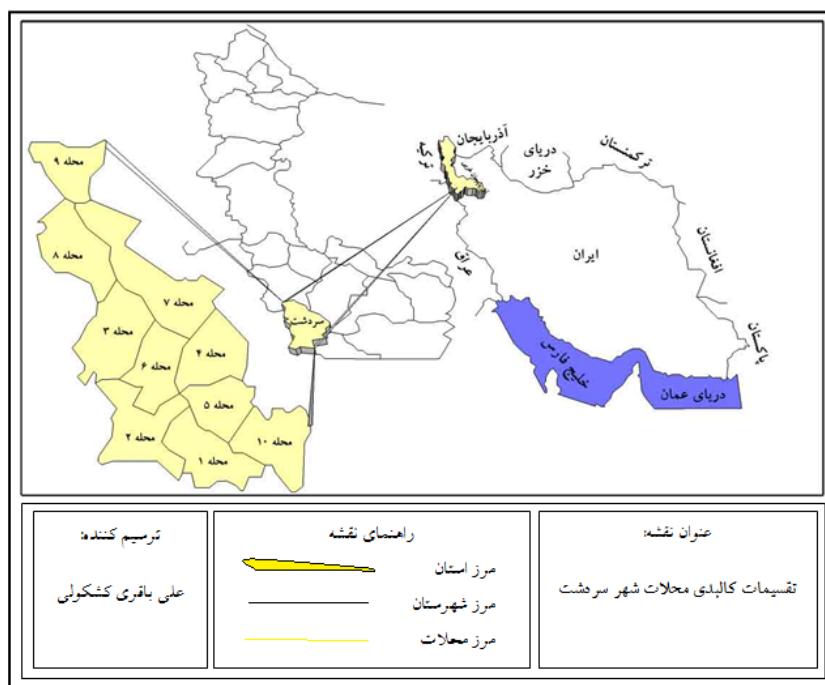 آذربایجان
ترکیه
دریای
خزر
ترکمنستان
افغانستان
پاکستان
ایران
عراق
خلیج فارس
دریای عمان
سردشت
محله ۹
محله ۸
محله ۷
محله ۳
محله ۴
محله ۶
محله ۵
محله ۲
محله ۱
محله ۱۰
عنوان نقشه:
تقسیمات کالبدی محلات شهر سردشت
راهنمای نقشه
مرز استان
مرز شهرستان
مرز محلات
ترسیم کننده:
علی باقری کشکولی